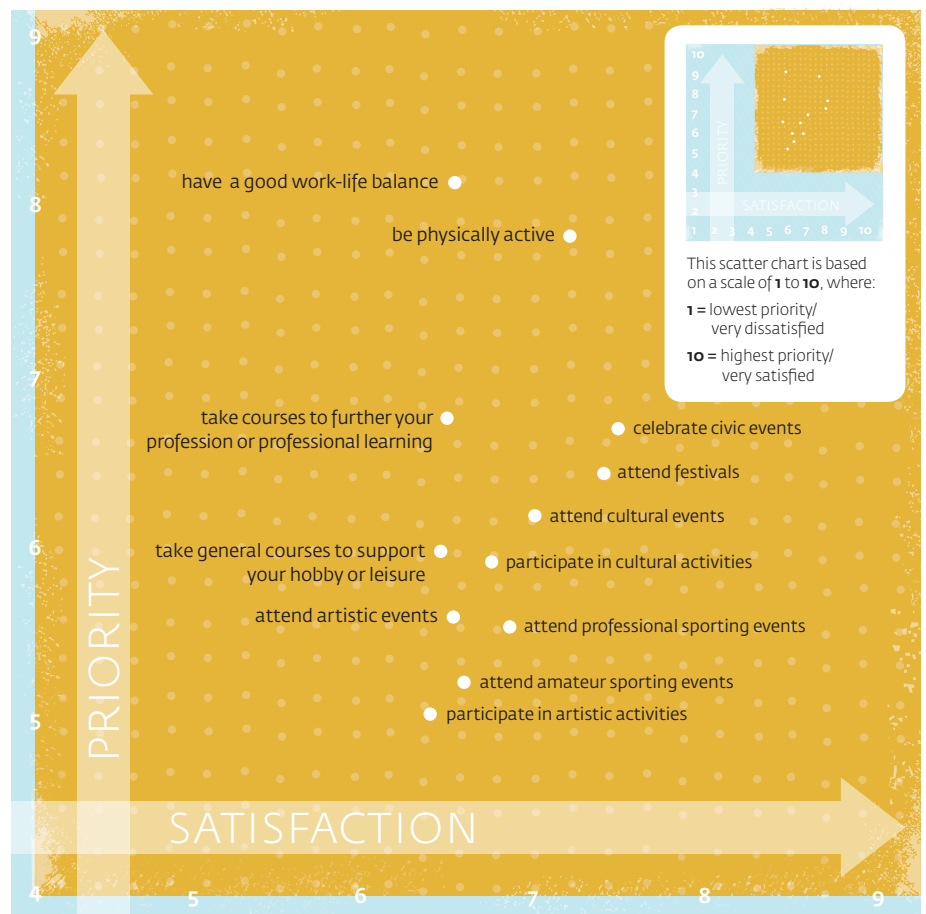 9
8
7
6
5
4
5
6
7
8
9
PRIORITY
SATISFACTION
have a good work-life balance
be physically active
take courses to further your
profession or professional learning
celebrate civic events
attend festivals
attend cultural events
take general courses to support
your hobby or leisure
participate in cultural activities
attend artistic events
attend professional sporting events
attend amateur sporting events
participate in artistic activities
10
9
8
7
6
5
4
3
2
1 2 3 4 5 6 7 8 9 10
PRIORITY
SATISFACTION
This scatter chart is based
on a scale of 1 to 10, where:
1 = lowest priority/
very dissatisfied
10 = highest priority/
very satisfied